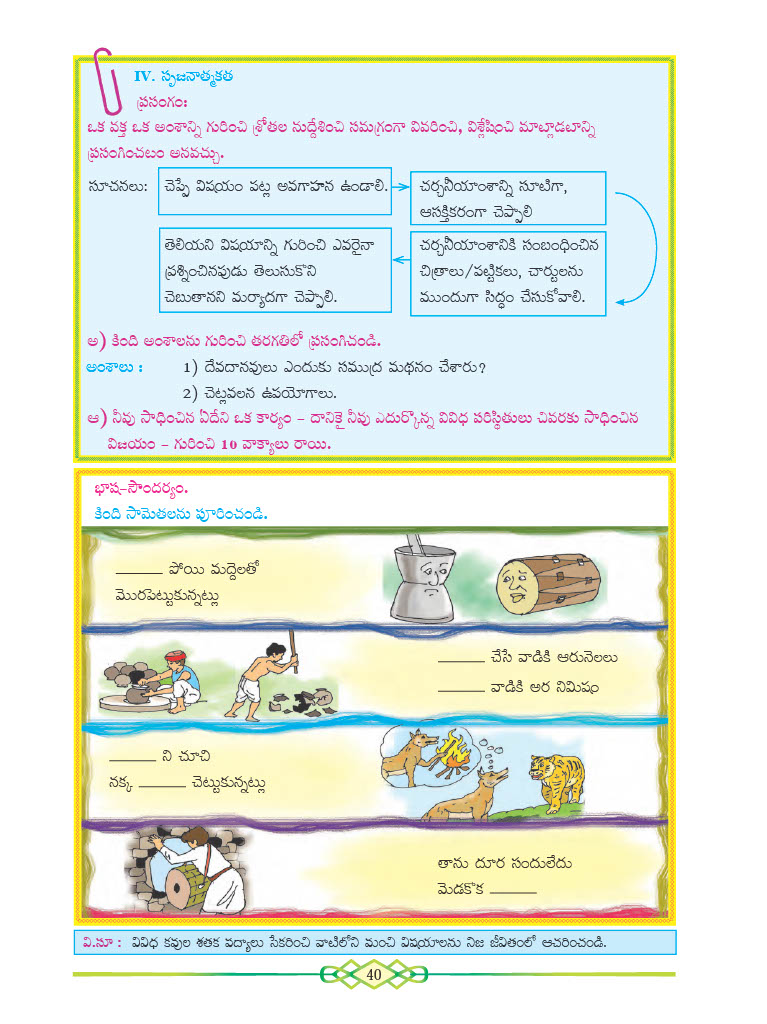 IV. సృజనాత్మకత
ప్రసంగం:
ఒక వక్త ఒక అంశాన్ని గురించి శ్రోతల నుద్దేశించి సమగ్రంగా వివరించి, విశ్లేషించి మాట్లాడటాన్ని
ప్రసంగించటం అనవచ్చు.
సూచనలు:
చెప్పే విషయం పట్ల అవగాహన ఉండాలి.
చర్చనీయాంశాన్ని సూటిగా,
ఆసక్తికరంగా చెప్పాలి
చర్చనీయాంశానికి సంబంధించిన
చిత్రాలు/పట్టికలు, చార్టులను
ముందుగా సిద్ధం చేసుకోవాలి.
తెలియని విషయాన్ని గురించి ఎవరైనా
ప్రశ్నించినపుడు తెలుసుకొని
చెబుతానని మర్యాదగా చెప్పాలి.
అ) కింది అంశాలను గురించి తరగతిలో ప్రసంగించండి.
అంశాలు : 1) దేవదానవులు ఎందుకు సముద్ర మథనం చేశారు?
2) చెట్లవలన ఉపయోగాలు.
ఆ) నీవు సాధించిన ఏదేని ఒక కార్యం – దానికై నీవు ఎదుర్కొన్న వివిధ పరిస్థితులు చివరకు సాధించిన
విజయం – గురించి 10 వాక్యాలు రాయి.
భాష–సౌందర్యం.
కింది సామెతలను పూరించండి.
______ పోయి మద్దెలతో
మొరపెట్టుకున్నట్లు
______ చేసే వాడికి ఆరునెలలు
______ వాడికి అర నిమిషం
______ ని చూచి
నక్క ______ చెట్టుకున్నట్లు
తాను దూర సందులేదు
మెడకొక ______
వి.సూ : వివిధ కవుల శతక పద్యాలు సేకరించి వాటిలోని మంచి విషయాలను నిజ జీవితంలో ఆచరించండి.
40